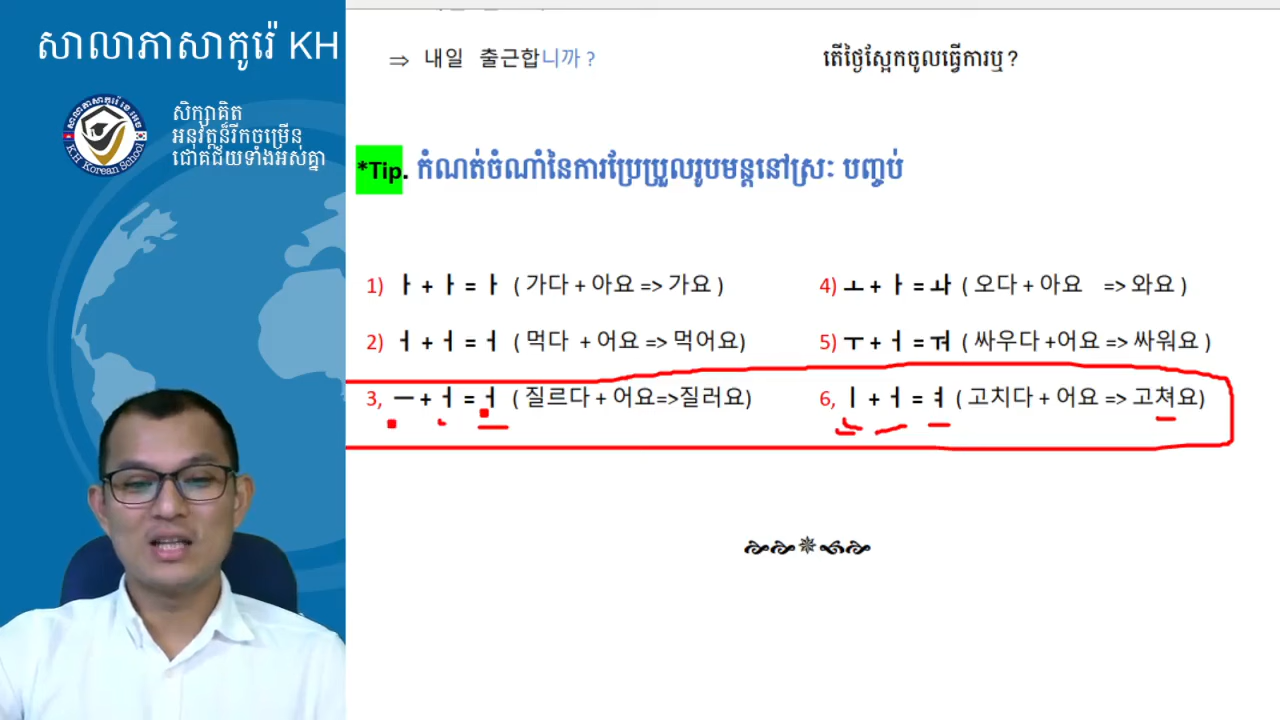 សាលាភាសាកូរ៉េ KH
សិក្សាគិត
អនុវត្តន៍រីកចម្រើន
ជោគជ័យទាំងអស់គ្នា
K.H Korean School
⇒ 내일 출근합니까 ? តើថ្ងៃស្អែកចូលធ្វើការឬ ?
*Tip. កំណត់ចំណាំនៃការប្រែប្រួលរូបមន្តនៅស្រៈ បញ្ចប់
1) ㅏ + ㅏ = ㅏ ( 가다 + 아요 => 가요 )
2) ㅓ + ㅓ = ㅓ ( 먹다 + 어요 => 먹어요)
3, ㅡ + ㅓ = ㅓ ( 질르다 + 어요=>질러요)
4) ㅗ + ㅏ = ㅘ ( 오다 + 아요 => 와요 )
5) ㅜ + ㅓ = ㅝ ( 싸우다 +어요 => 싸워요 )
6, ㅣ + ㅓ = ㅕ ( 고치다 + 어요 => 고쳐요)